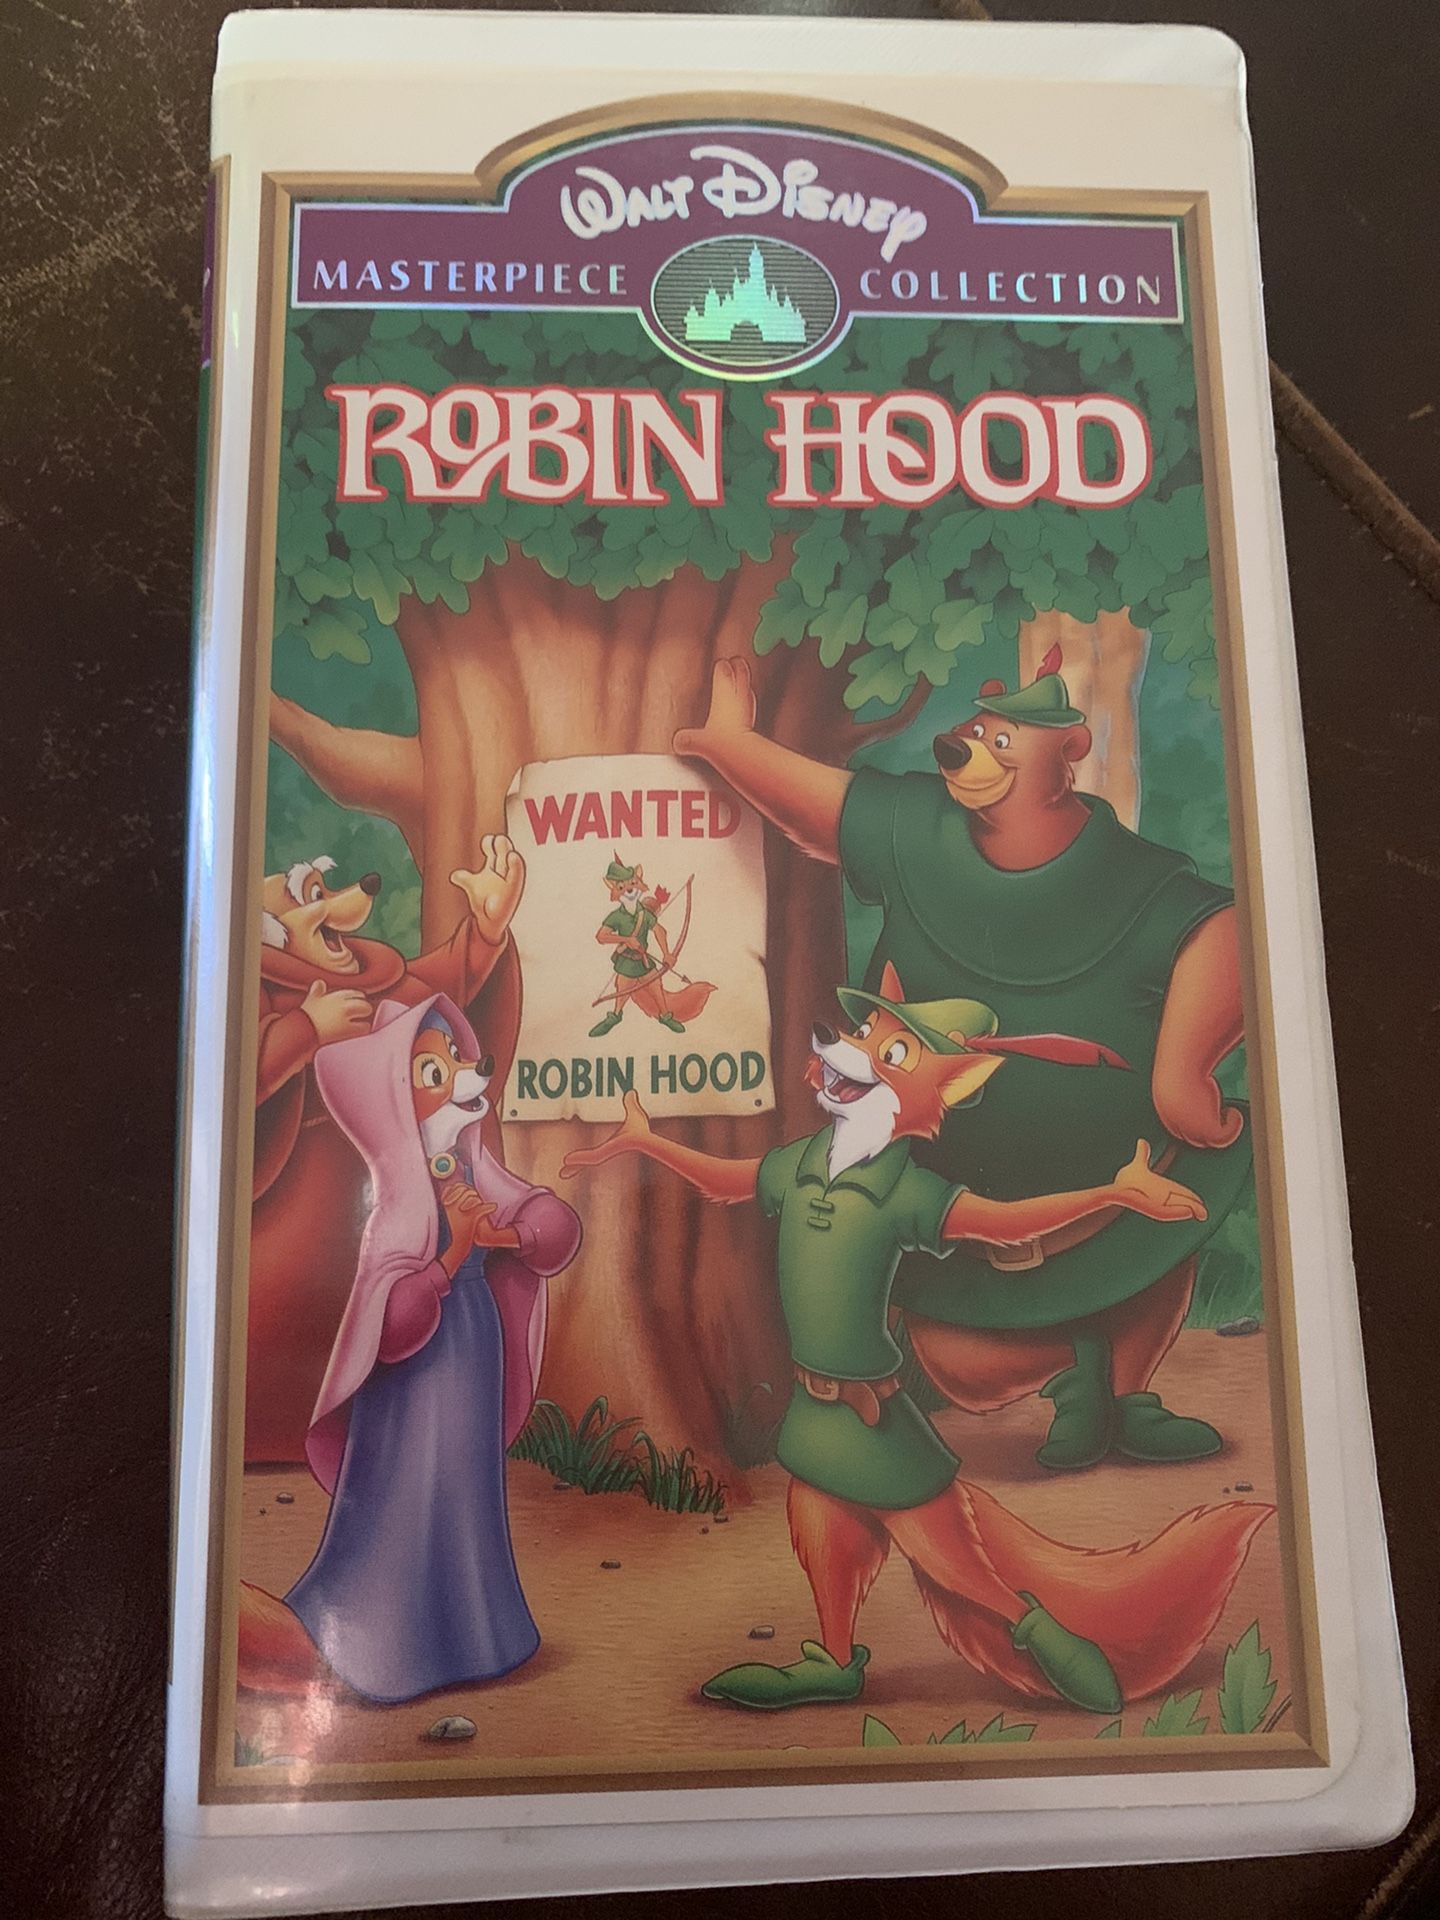 WALT DISNEY
MASTERPIECE COLLECTION
ROBIN HOOD
WANTED
ROBIN HOOD